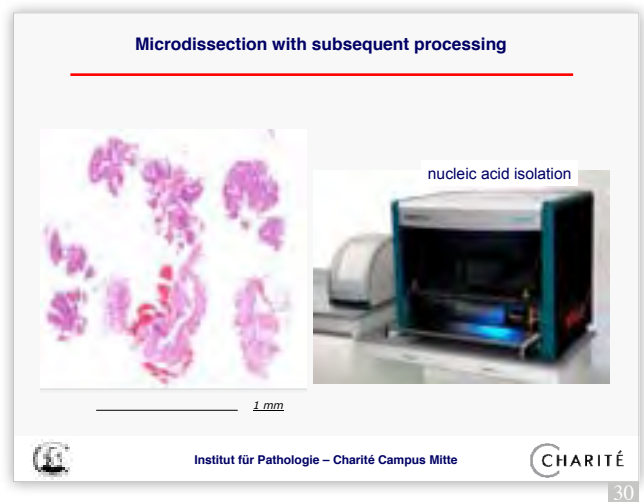 Microdissection with subsequent processing
nucleic acid isolation
1 mm
Institut für Pathologie – Charité Campus Mitte
CHARITÉ
30